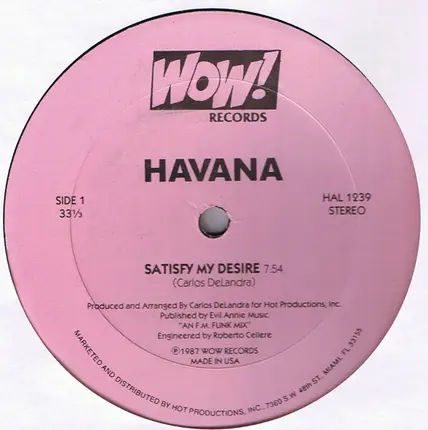 WOW!
RECORDS
HAVANA
SIDE 1
33⅓
HAL 1239
STEREO
SATISFY MY DESIRE 7.54
(Carlos DeLandra)
Produced and Arranged By Carlos DeLandra for Hot Productions, Inc.
Published by Evil Annie Music
"AN F.M. FUNK MIX"
Engineered by Roberto Cellere
℗1987 WOW RECORDS
MADE IN USA
MARKETED AND DISTRIBUTED BY HOT PRODUCTIONS, INC., 7360 S.W. 48th ST. MIAMI, FL 33155